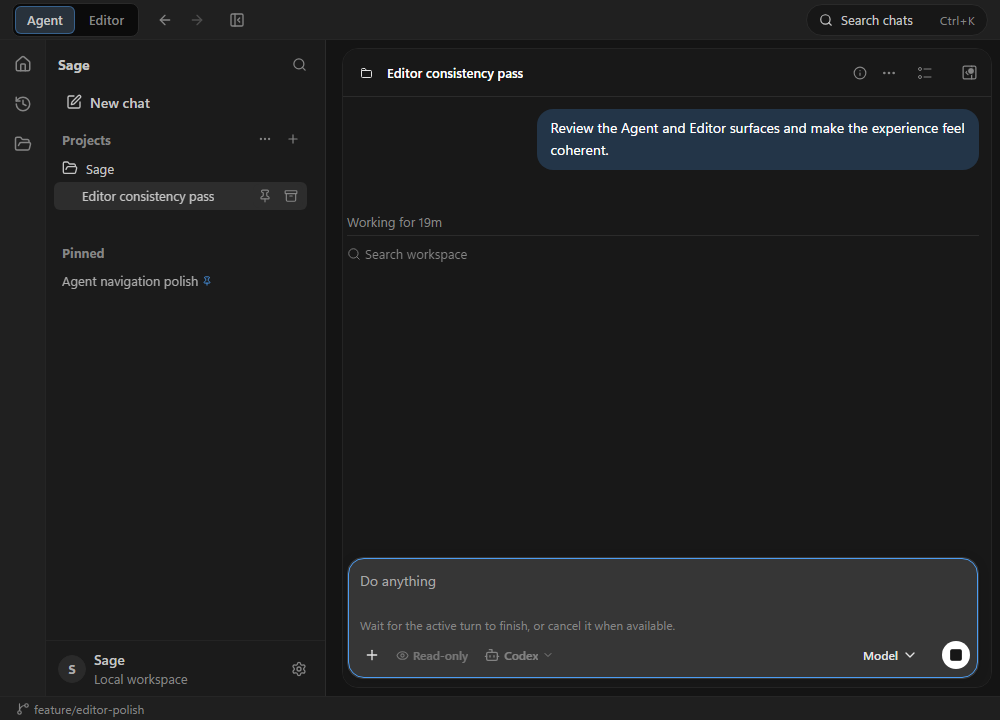 Agent
Editor
Search chats
Ctrl+K
Sage
New chat
Projects
Sage
Editor consistency pass
Pinned
Agent navigation polish
S
Sage
Local workspace
Editor consistency pass
Review the Agent and Editor surfaces and make the experience feel
coherent.
Working for 19m
Search workspace
Do anything
Wait for the active turn to finish, or cancel it when available.
Read-only
Codex
Model
feature/editor-polish